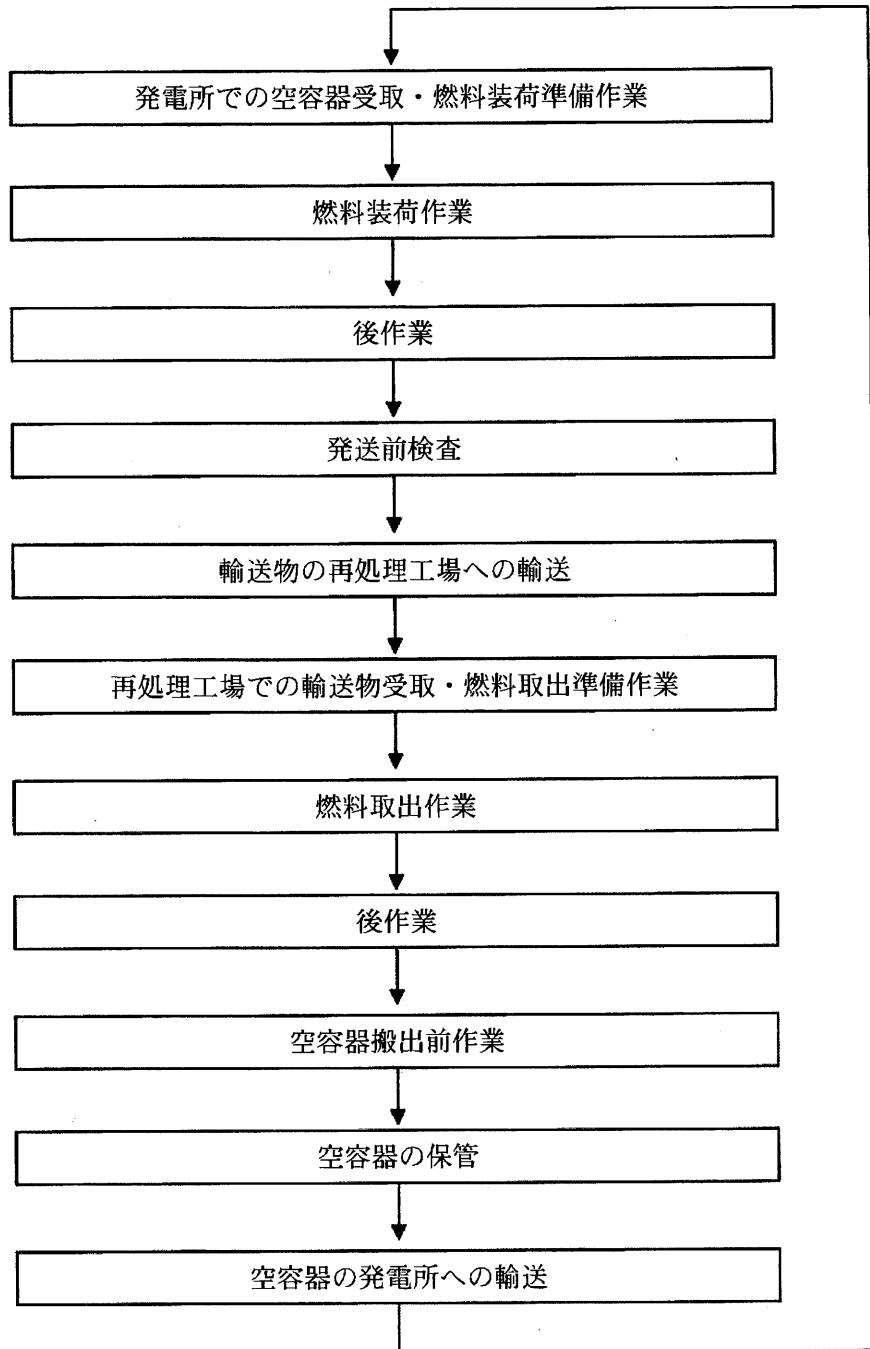 発電所での空容器受取・燃料装荷準備作業
燃料装荷作業
後作業
発送前検査
輸送物の再処理工場への輸送
再処理工場での輸送物受取・燃料取出準備作業
燃料取出作業
後作業
空容器搬出前作業
空容器の保管
空容器の発電所への輸送